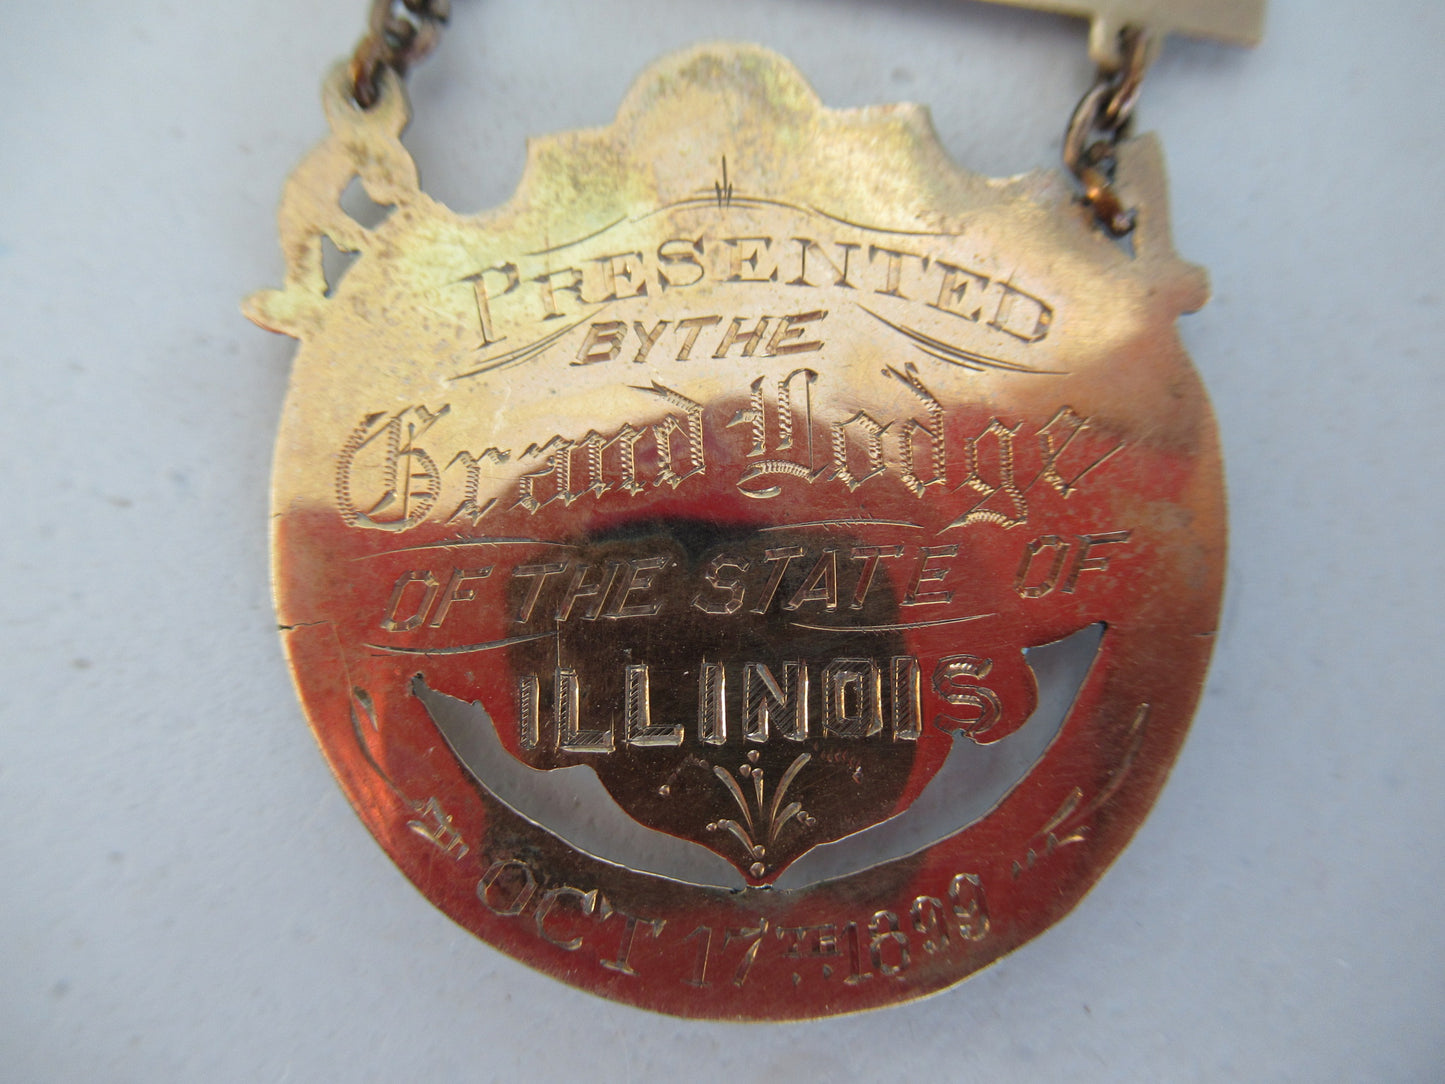 PRESENTED
BY THE
Grand Lodge
OF THE STATE OF
ILLINOIS
OCT 17TH 1899